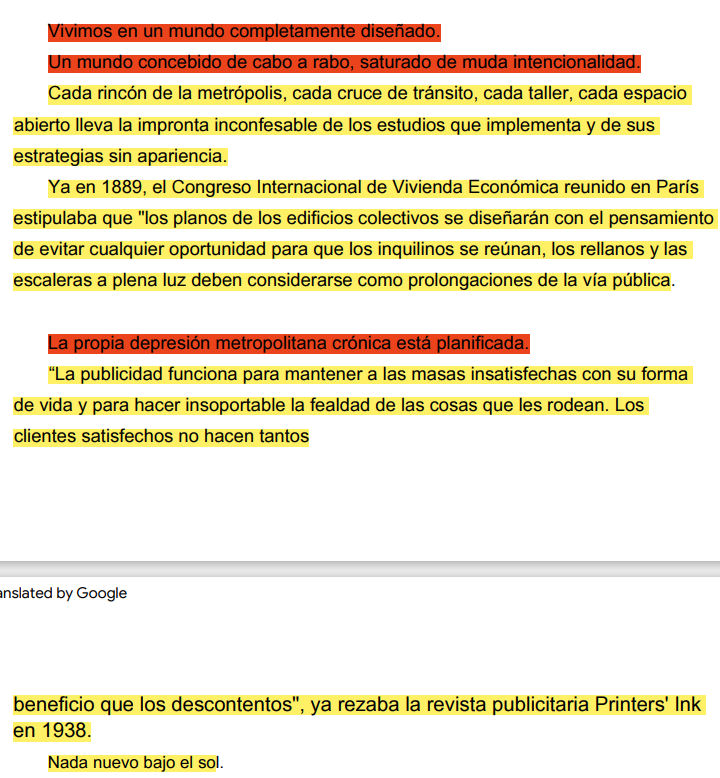 Vivimos en un mundo completamente diseñado.
Un mundo concebido de cabo a rabo, saturado de muda intencionalidad.
Cada rincón de la metrópolis, cada cruce de tránsito, cada taller, cada espacio
abierto lleva la impronta inconfesable de los estudios que implementa y de sus
estrategias sin apariencia.
Ya en 1889, el Congreso Internacional de Vivienda Económica reunido en París
estipulaba que "los planos de los edificios colectivos se diseñarán con el pensamiento
de evitar cualquier oportunidad para que los inquilinos se reúnan, los rellanos y las
escaleras a plena luz deben considerarse como prolongaciones de la vía pública.
La propia depresión metropolitana crónica está planificada.
“La publicidad funciona para mantener a las masas insatisfechas con su forma
de vida y para hacer insoportable la fealdad de las cosas que les rodean. Los
clientes satisfechos no hacen tantos
anslated by Google
beneficio que los descontentos", ya rezaba la revista publicitaria Printers' Ink
en 1938.
Nada nuevo bajo el sol.